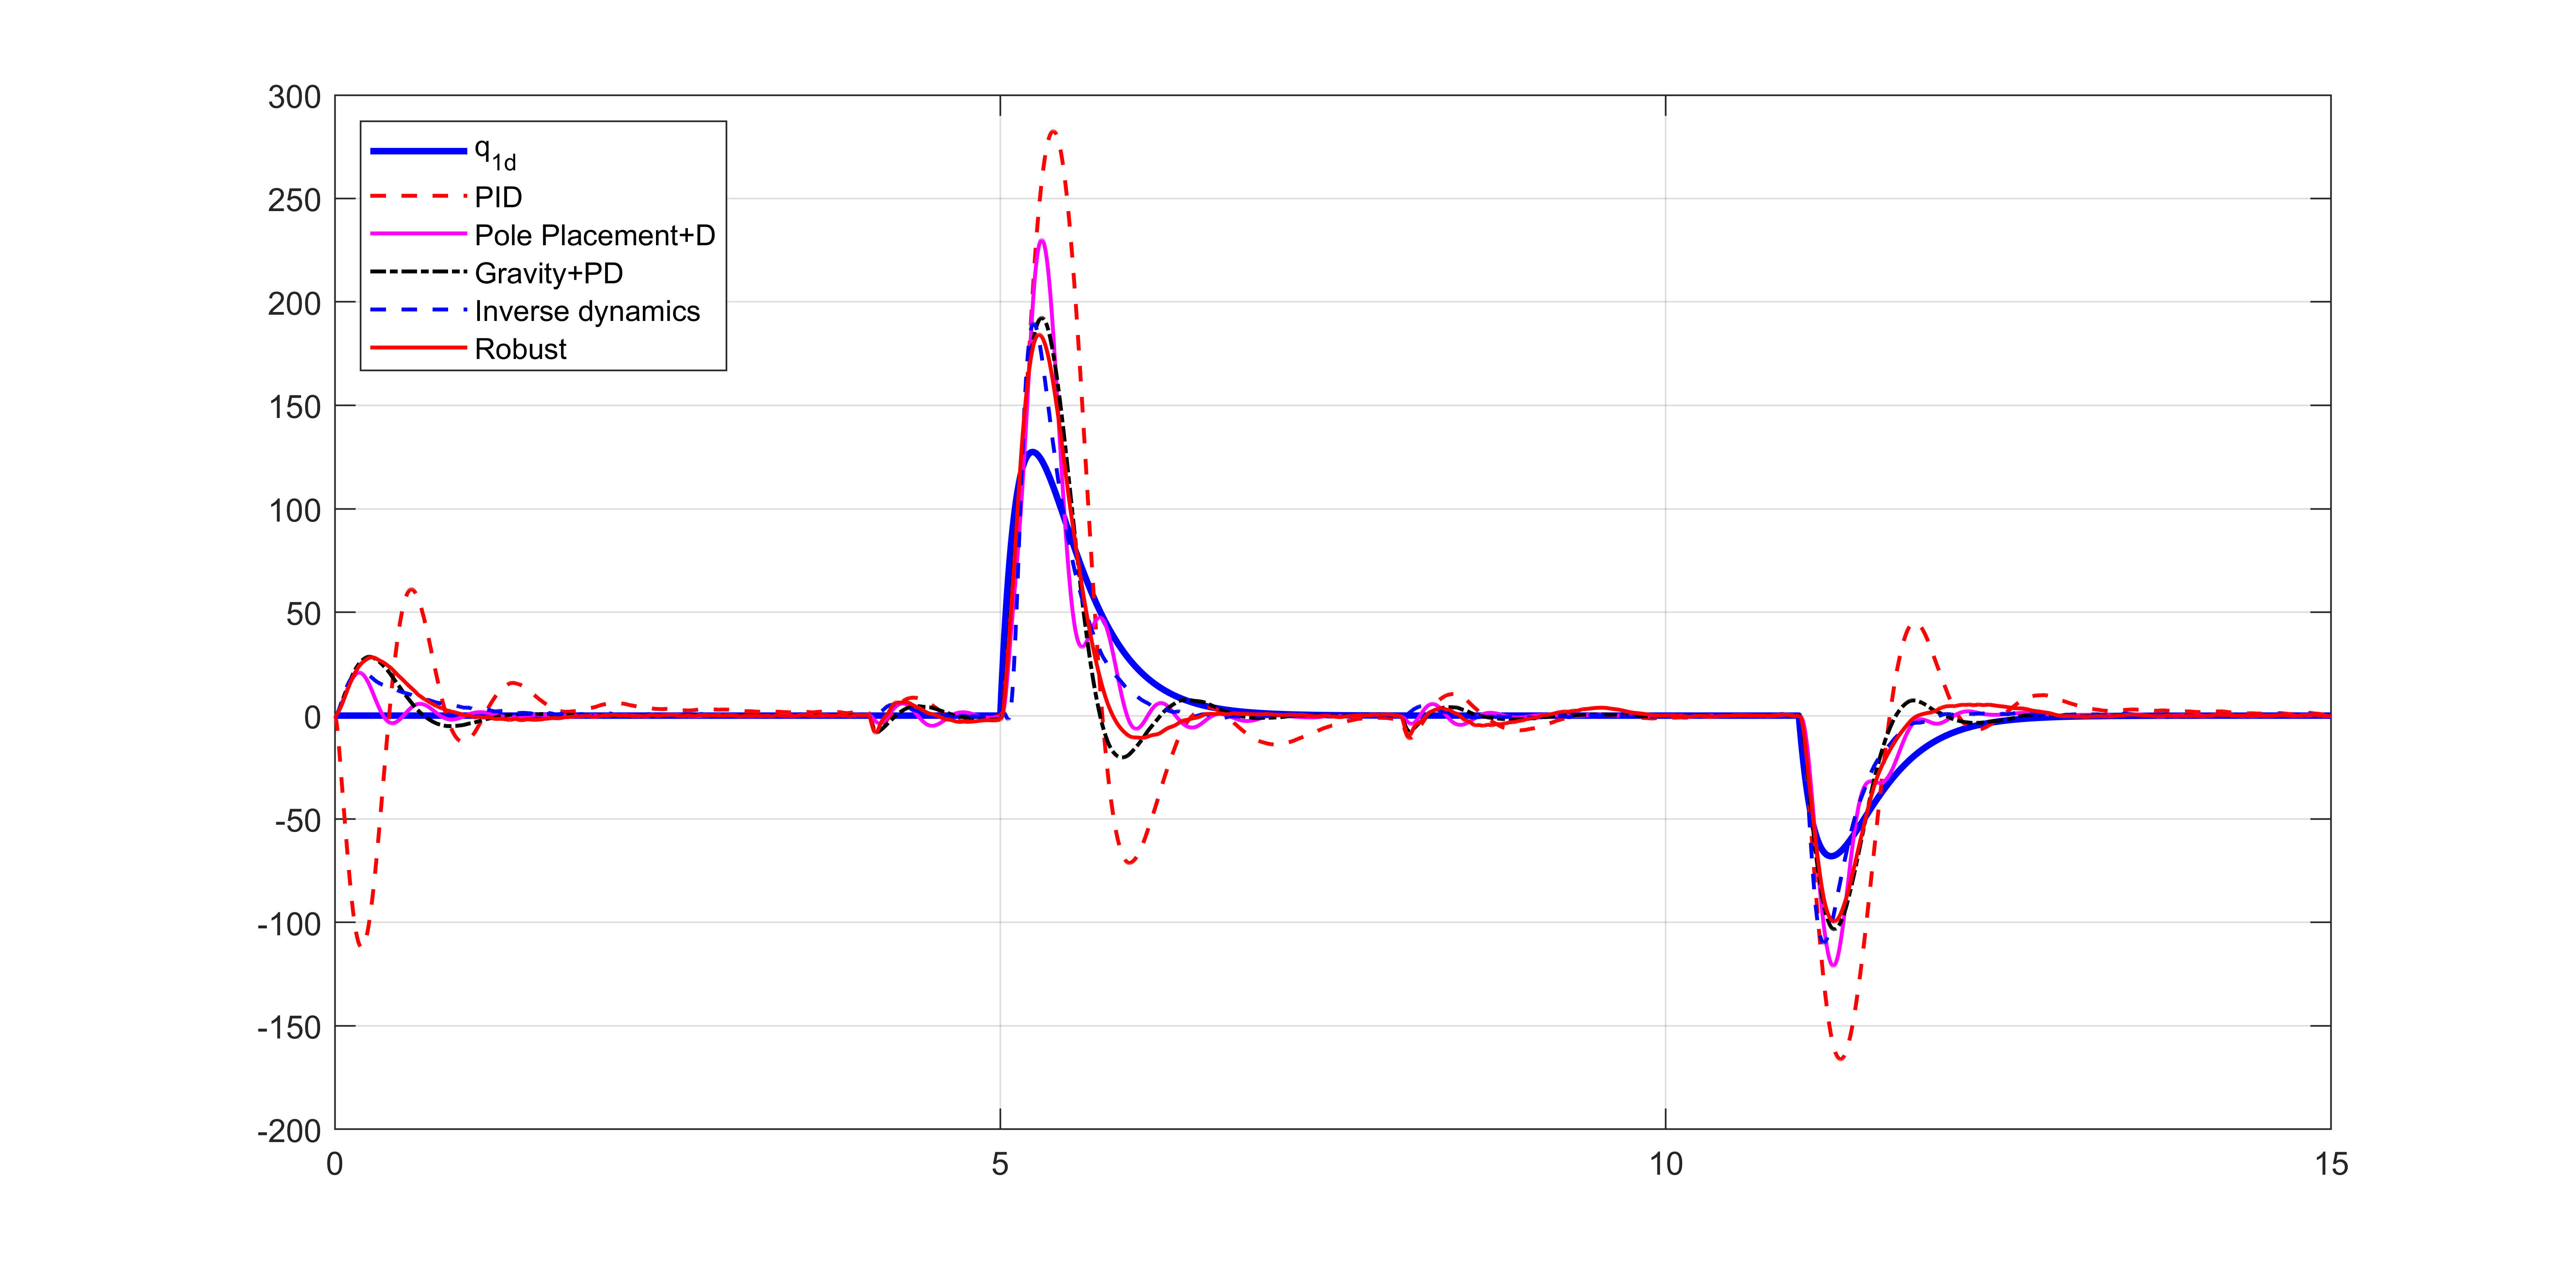 300
250
200
150
100
50
0
-50
-100
-150
-200
0
5
10
15
q1d
PID
Pole Placement+D
Gravity+PD
Inverse dynamics
Robust